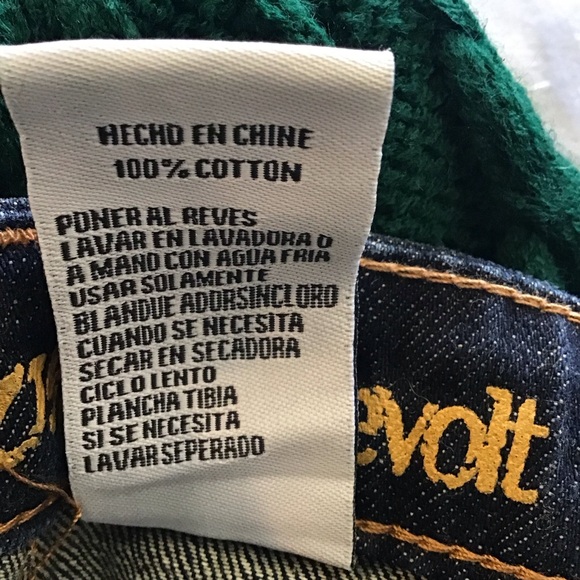 HECHO EN CHINE
100% COTTON
PONER AL REVES
LAVAR EN LAVADORA O
A MANO CON AGUA FRIA
USAR SOLAMENTE
BLANDUE ADORSINCLORO
CUANDO SE NECESITA
SECAR EN SECADORA
CICLO LENTO
PLANCHA TIBIA
SI SE NECESITA
LAVAR SEPERADO
evolt